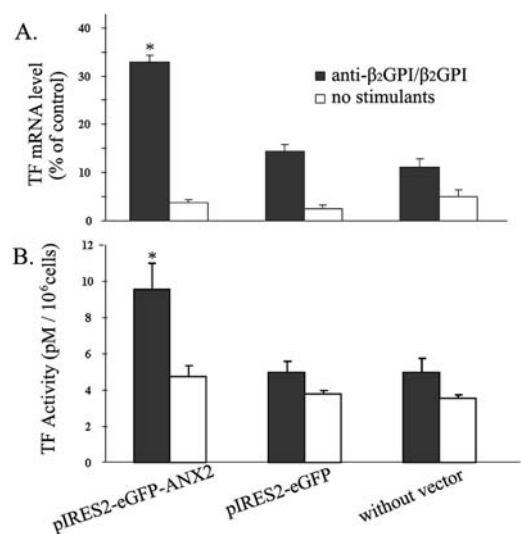 A.
TF mRNA level
(% of control)
40
30
20
10
0
*
anti-β₂GPI/β₂GPI
no stimulants
B.
TF Activity (pM / 10⁶cells)
12
10
8
6
4
2
0
*
pIRES2-eGFP-ANX2
pIRES2-eGFP
without vector